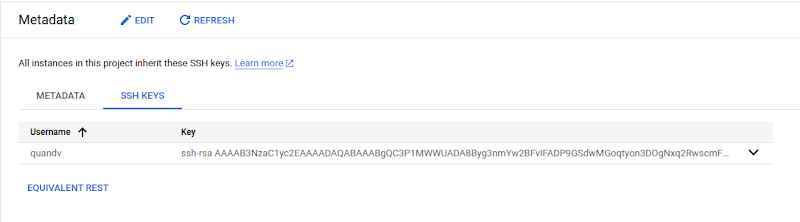 Metadata EDIT REFRESH
All instances in this project inherit these SSH keys. Learn more
METADATA SSH KEYS
Username Key
quandv ssh-rsa AAAAB3NzaC1yc2EAAAADAQABAAABgQC3P1MWWUADA8Byg3nmYw2BFvIFADP9GSdwMGoqtyon3DOgNxq2RwscmF...
EQUIVALENT REST